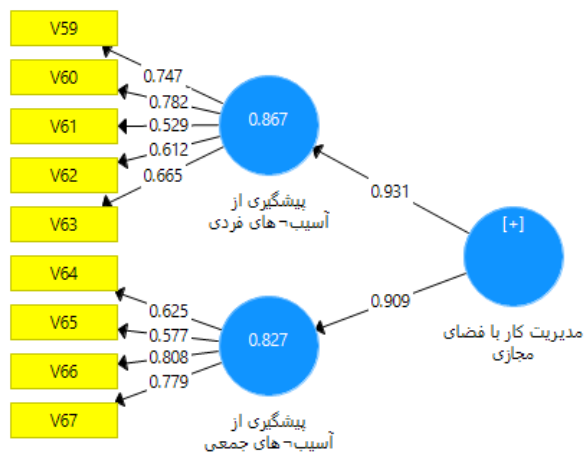 V59
V60
V61
V62
V63
V64
V65
V66
V67
0.747
0.782
0.529
0.612
0.665
0.625
0.577
0.808
0.779
0.867
پیشگیری از
آسیب¬های فردی
0.827
پیشگیری از
آسیب¬های جمعی
0.931
0.909
[+]
مدیریت کار با فضای
مجازی